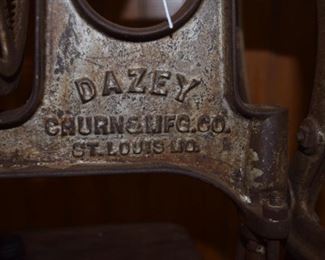 DAZEY
CHURN & MFG. CO.
ST. LOUIS MO.